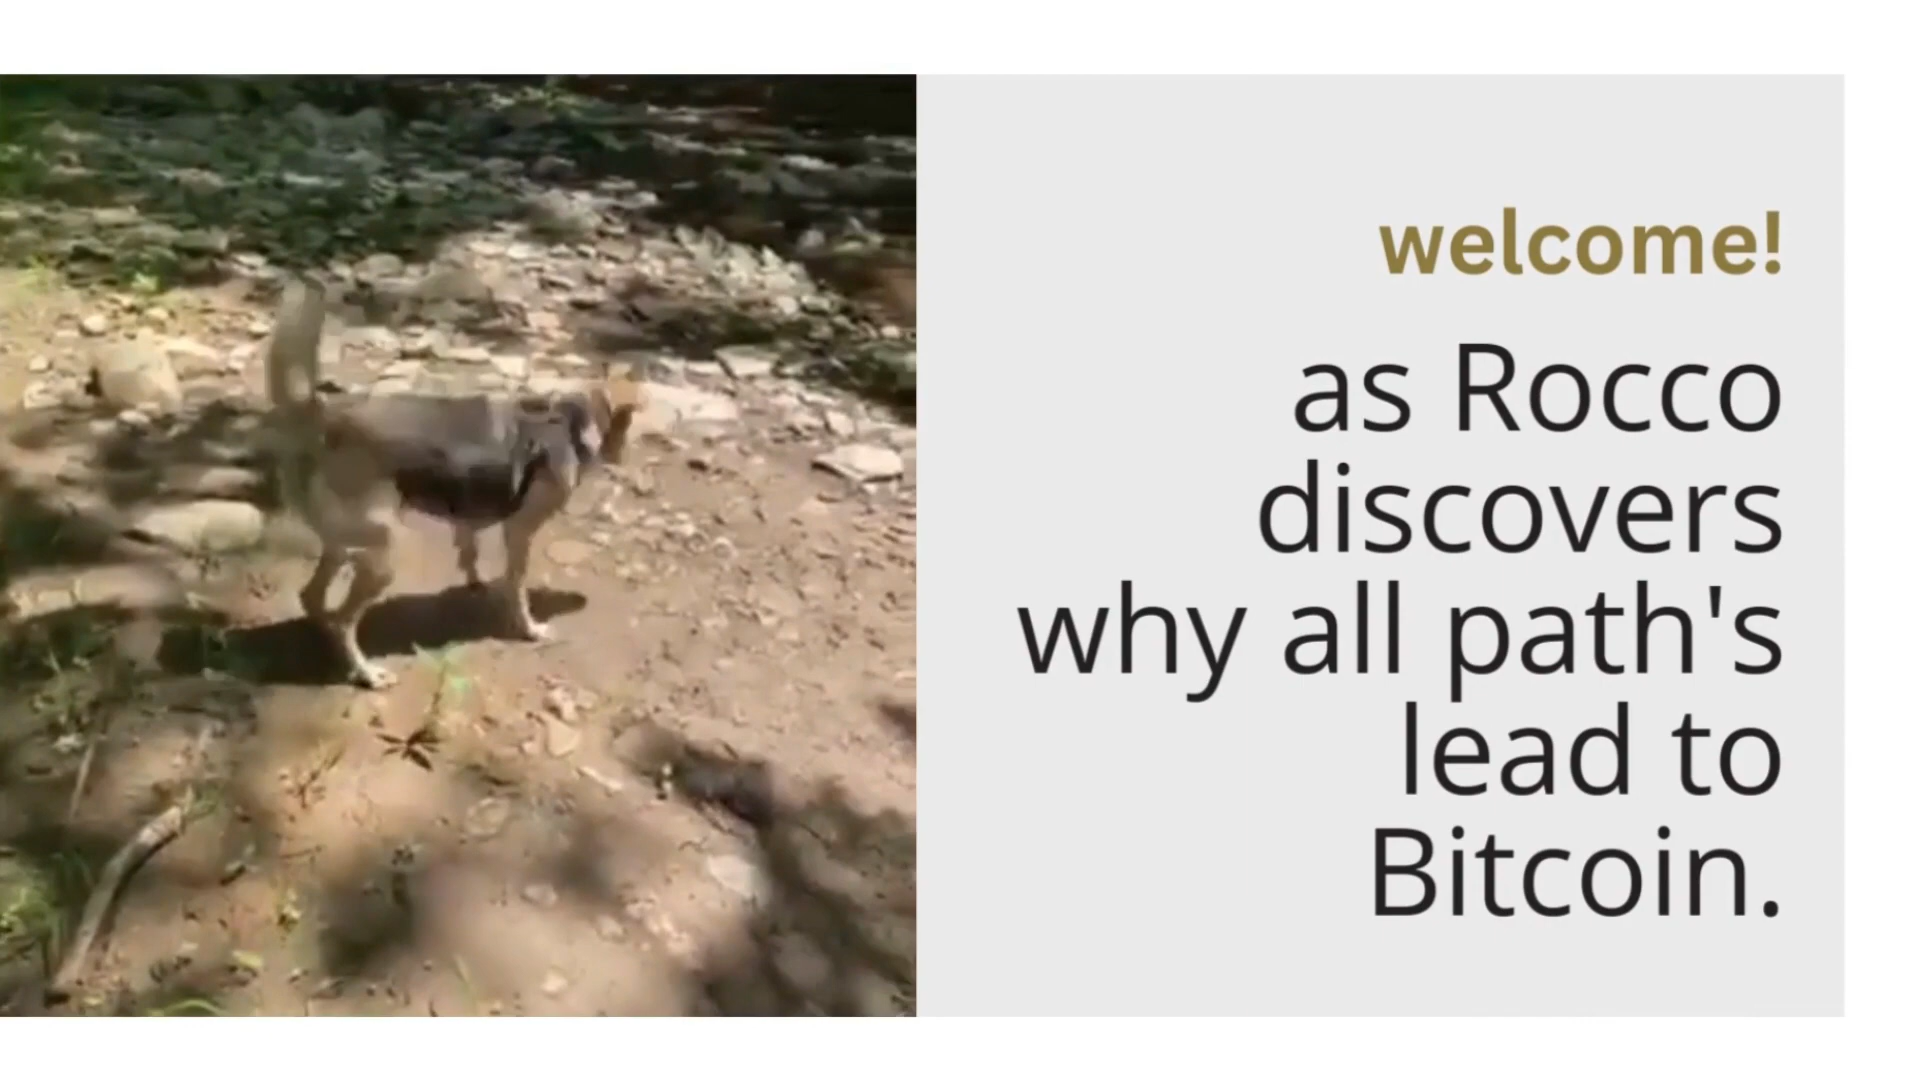 welcome!
as Rocco
discovers
why all path's
lead to
Bitcoin.